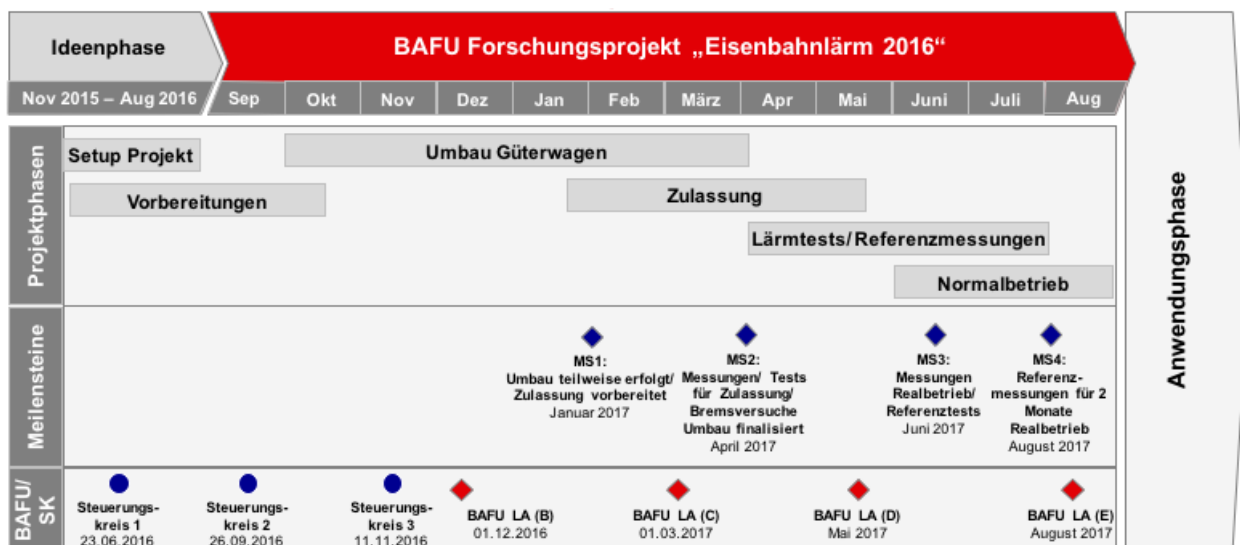 Ideenphase
BAFU Forschungsprojekt „Eisenbahnlärm 2016“
Nov 2015 – Aug 2016
Sep
Okt
Nov
Dez
Jan
Feb
März
Apr
Mai
Juni
Juli
Aug
Projektphasen
Setup Projekt
Umbau Güterwagen
Vorbereitungen
Zulassung
Lärmtests/Referenzmessungen
Normalbetrieb
Anwendungsphase
Meilensteine
MS1:
Umbau teilweise erfolgt/
Zulassung vorbereitet
Januar 2017
MS2:
Messungen/ Tests
für Zulassung/
Bremsversuche
Umbau finalisiert
April 2017
MS3:
Messungen
Realbetrieb/
Referenztests
Juni 2017
MS4:
Referenz-
messungen für 2
Monate
Realbetrieb
August 2017
BAFU/
SK
Steuerungs-
kreis 1
23.06.2016
Steuerungs-
kreis 2
26.09.2016
Steuerungs-
kreis 3
11.11.2016
BAFU LA (B)
01.12.2016
BAFU LA (C)
01.03.2017
BAFU LA (D)
Mai 2017
BAFU LA (E)
August 2017